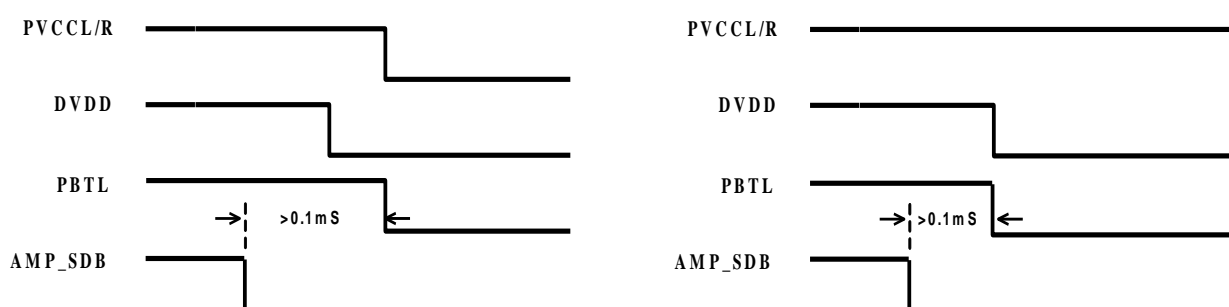 PVCCL/R
DVDD
PBTL
>0.1mS
AMP_SDB
PVCCL/R
DVDD
PBTL
>0.1mS
AMP_SDB